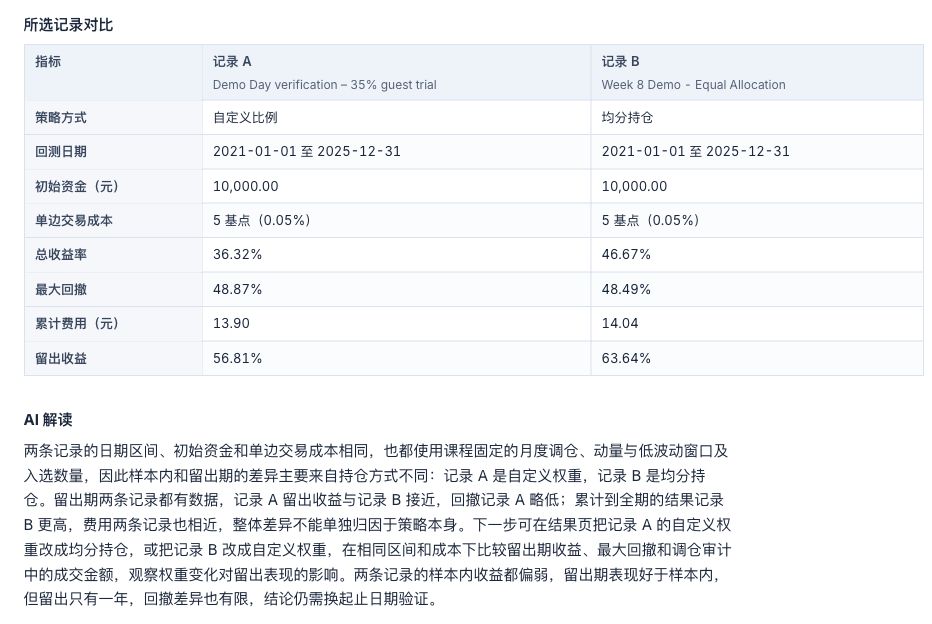 所选记录对比
指标 记录 A 记录 B
Demo Day verification – 35% guest trial Week 8 Demo - Equal Allocation
策略方式 自定义比例 均分持仓
回测日期 2021-01-01 至 2025-12-31 2021-01-01 至 2025-12-31
初始资金（元） 10,000.00 10,000.00
单边交易成本 5 基点（0.05%） 5 基点（0.05%）
总收益率 36.32% 46.67%
最大回撤 48.87% 48.49%
累计费用（元） 13.90 14.04
留出收益 56.81% 63.64%
AI 解读
两条记录的日期区间、初始资金和单边交易成本相同，也都使用课程固定的月度调仓、动量与低波动窗口及
入选数量，因此样本内和留出期的差异主要来自持仓方式不同：记录 A 是自定义权重，记录 B 是均分持
仓。留出期两条记录都有数据，记录 A 留出收益与记录 B 接近，回撤记录 A 略低；累计到全期的结果记录
B 更高，费用两条记录也相近，整体差异不能单独归因于策略本身。下一步可在结果页把记录 A 的自定义权
重改成均分持仓，或把记录 B 改成自定义权重，在相同区间和成本下比较留出期收益、最大回撤和调仓审计
中的成交金额，观察权重变化对留出表现的影响。两条记录的样本内收益都偏弱，留出期表现好于样本内，
但留出只有一年，回撤差异也有限，结论仍需换起止日期验证。